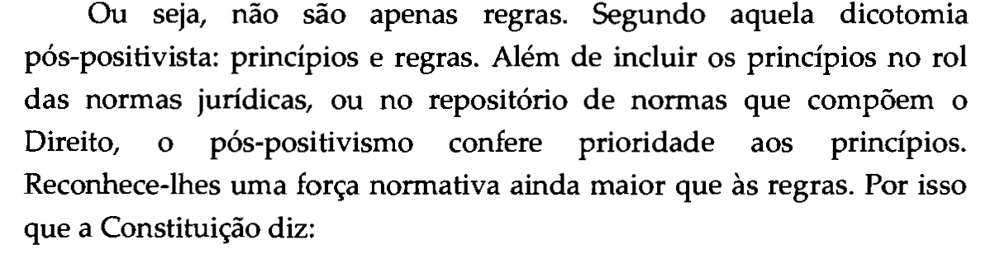 Ou seja, não são apenas regras. Segundo aquela dicotomia
pós-positivista: princípios e regras. Além de incluir os princípios no rol
das normas jurídicas, ou no repositório de normas que compõem o
Direito, o pós-positivismo confere prioridade aos princípios.
Reconhece-lhes uma força normativa ainda maior que às regras. Por isso
que a Constituição diz: